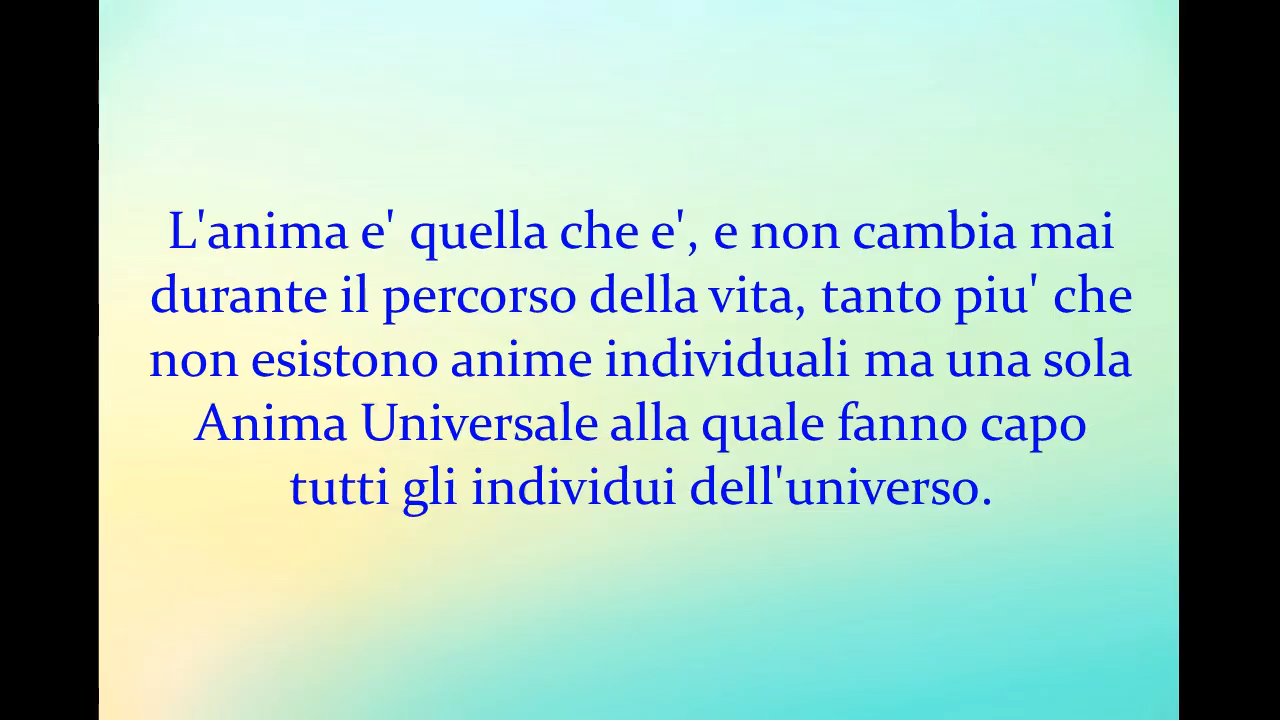 L'anima e' quella che e', e non cambia mai
durante il percorso della vita, tanto piu' che
non esistono anime individuali ma una sola
Anima Universale alla quale fanno capo
tutti gli individui dell'universo.